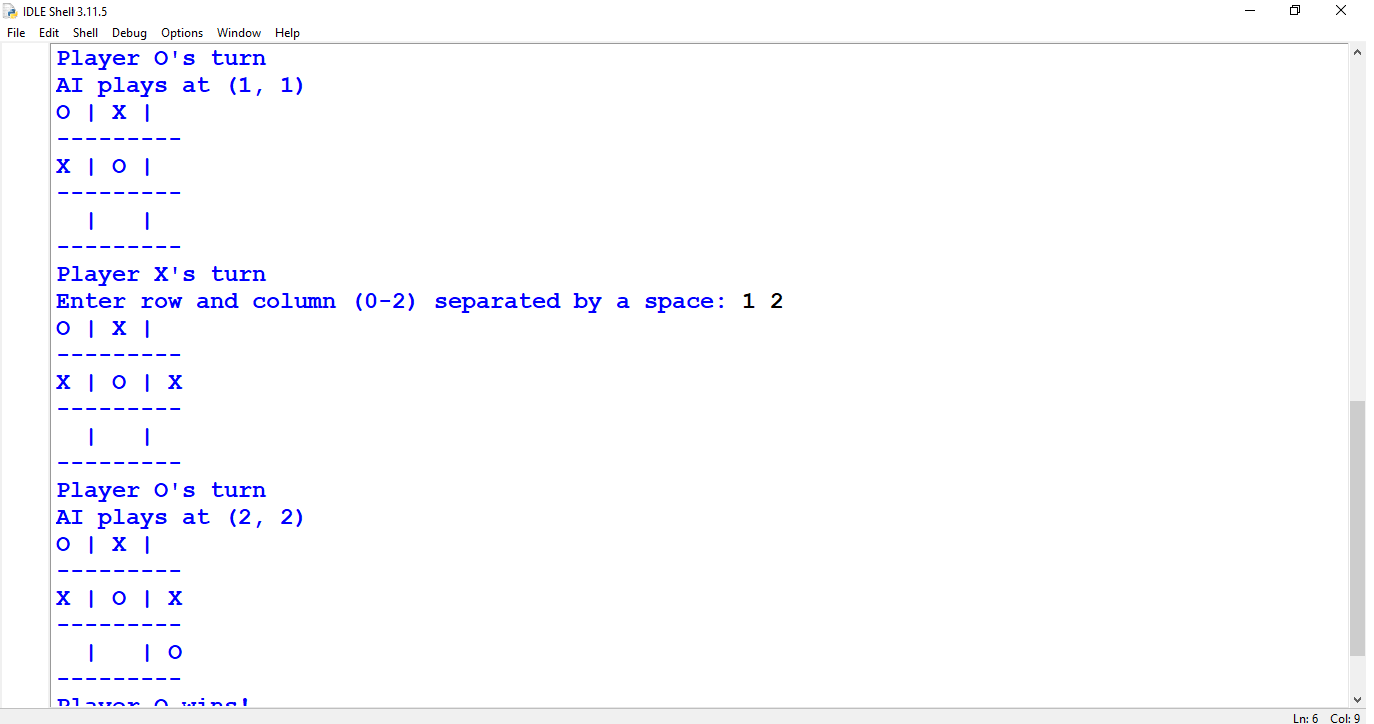 IDLE Shell 3.11.5
File Edit Shell Debug Options Window Help
Player O's turn
AI plays at (1, 1)
O | X |
---------
X | O |
---------
  |   |
---------
Player X's turn
Enter row and column (0-2) separated by a space: 1 2
O | X |
---------
X | O | X
---------
  |   |
---------
Player O's turn
AI plays at (2, 2)
O | X |
---------
X | O | X
---------
  |   | O
---------
Player O wins!
Ln: 6 Col: 9